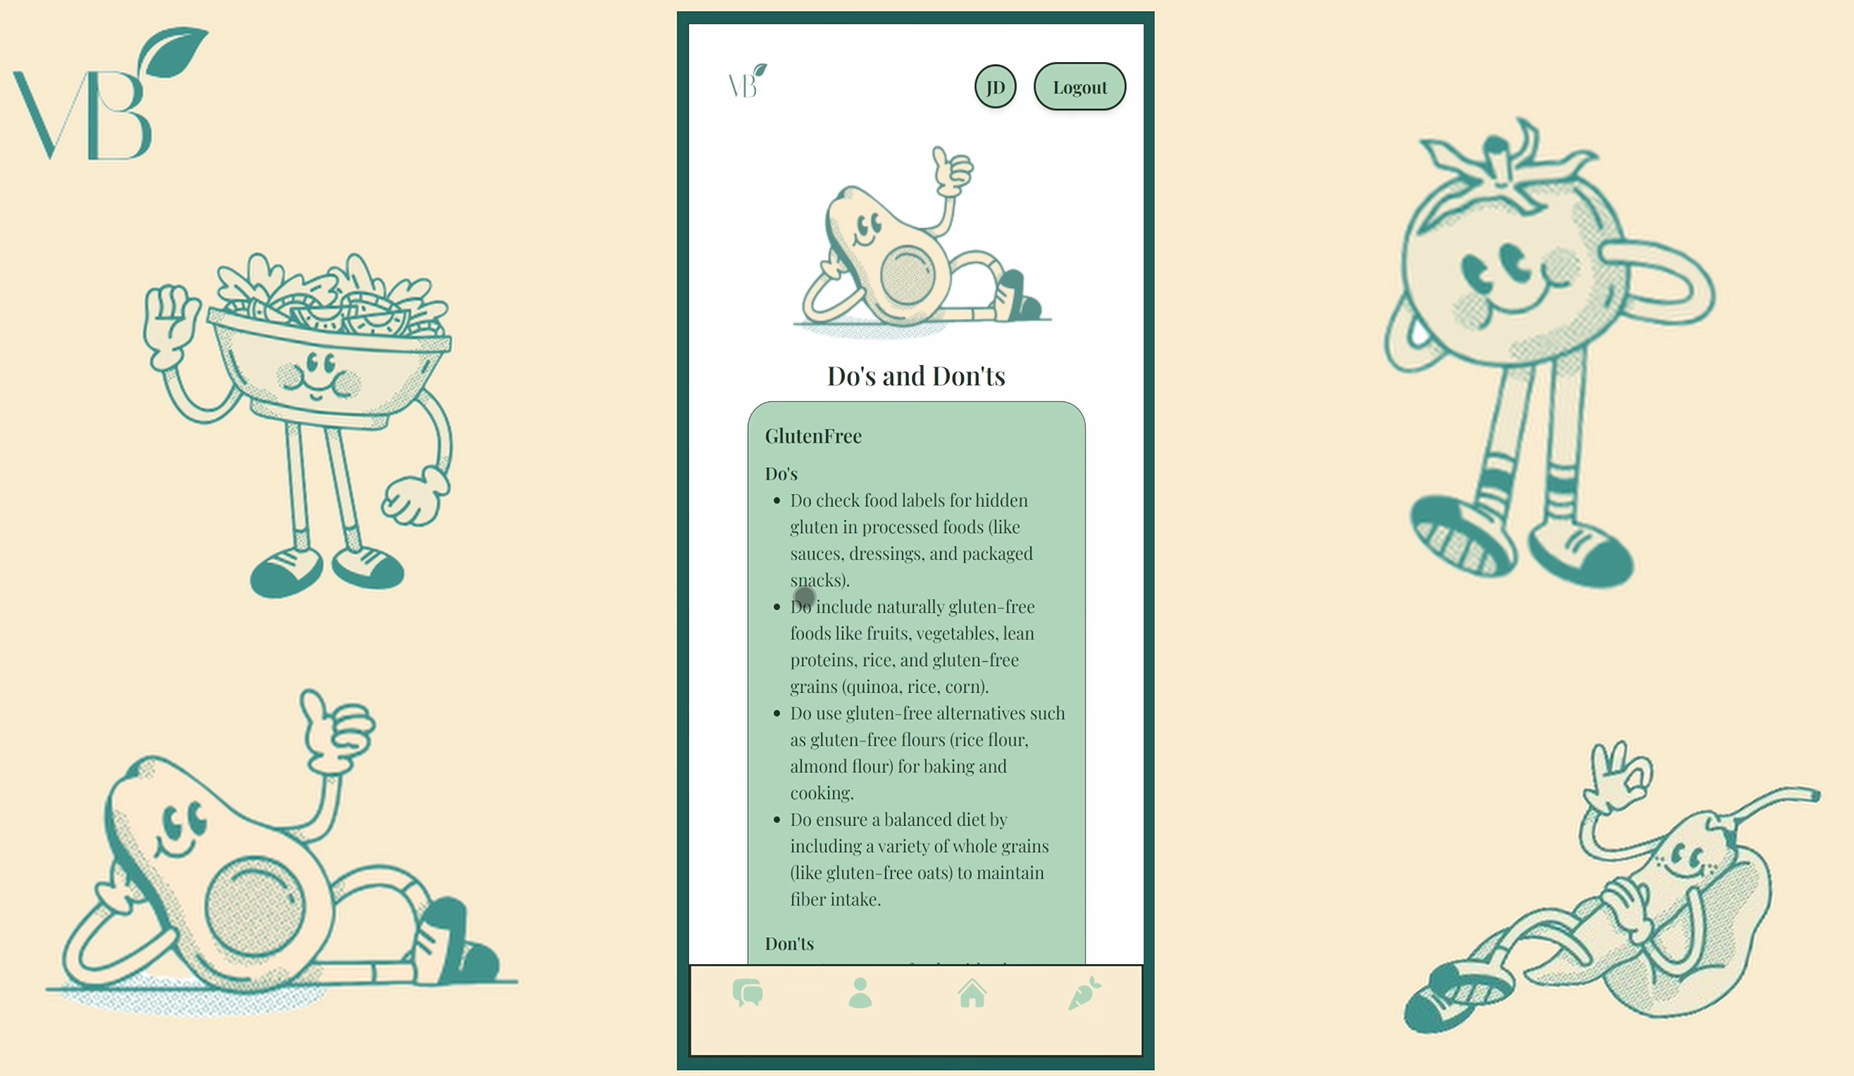 VB
VB
JD
Logout
Do's and Don'ts
GlutenFree
Do's
• Do check food labels for hidden
gluten in processed foods (like
sauces, dressings, and packaged
snacks).
• Do include naturally gluten-free
foods like fruits, vegetables, lean
proteins, rice, and gluten-free
grains (quinoa, rice, corn).
• Do use gluten-free alternatives such
as gluten-free flours (rice flour,
almond flour) for baking and
cooking.
• Do ensure a balanced diet by
including a variety of whole grains
(like gluten-free oats) to maintain
fiber intake.
Don'ts